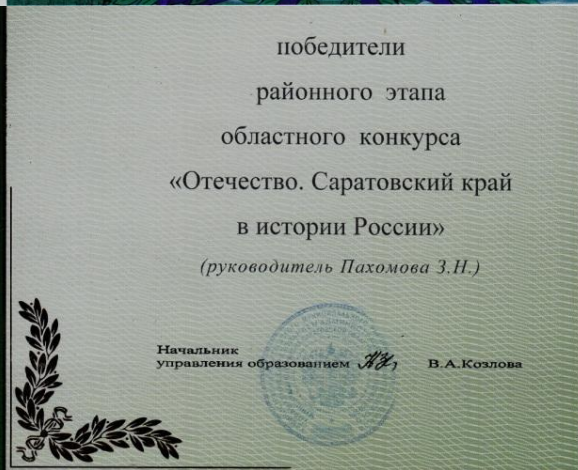 победители
районного этапа
областного конкурса
«Отечество. Саратовский край
в истории России»
(руководитель Пахомова З.Н.)
Начальник
управления образованием В.А.Козлова